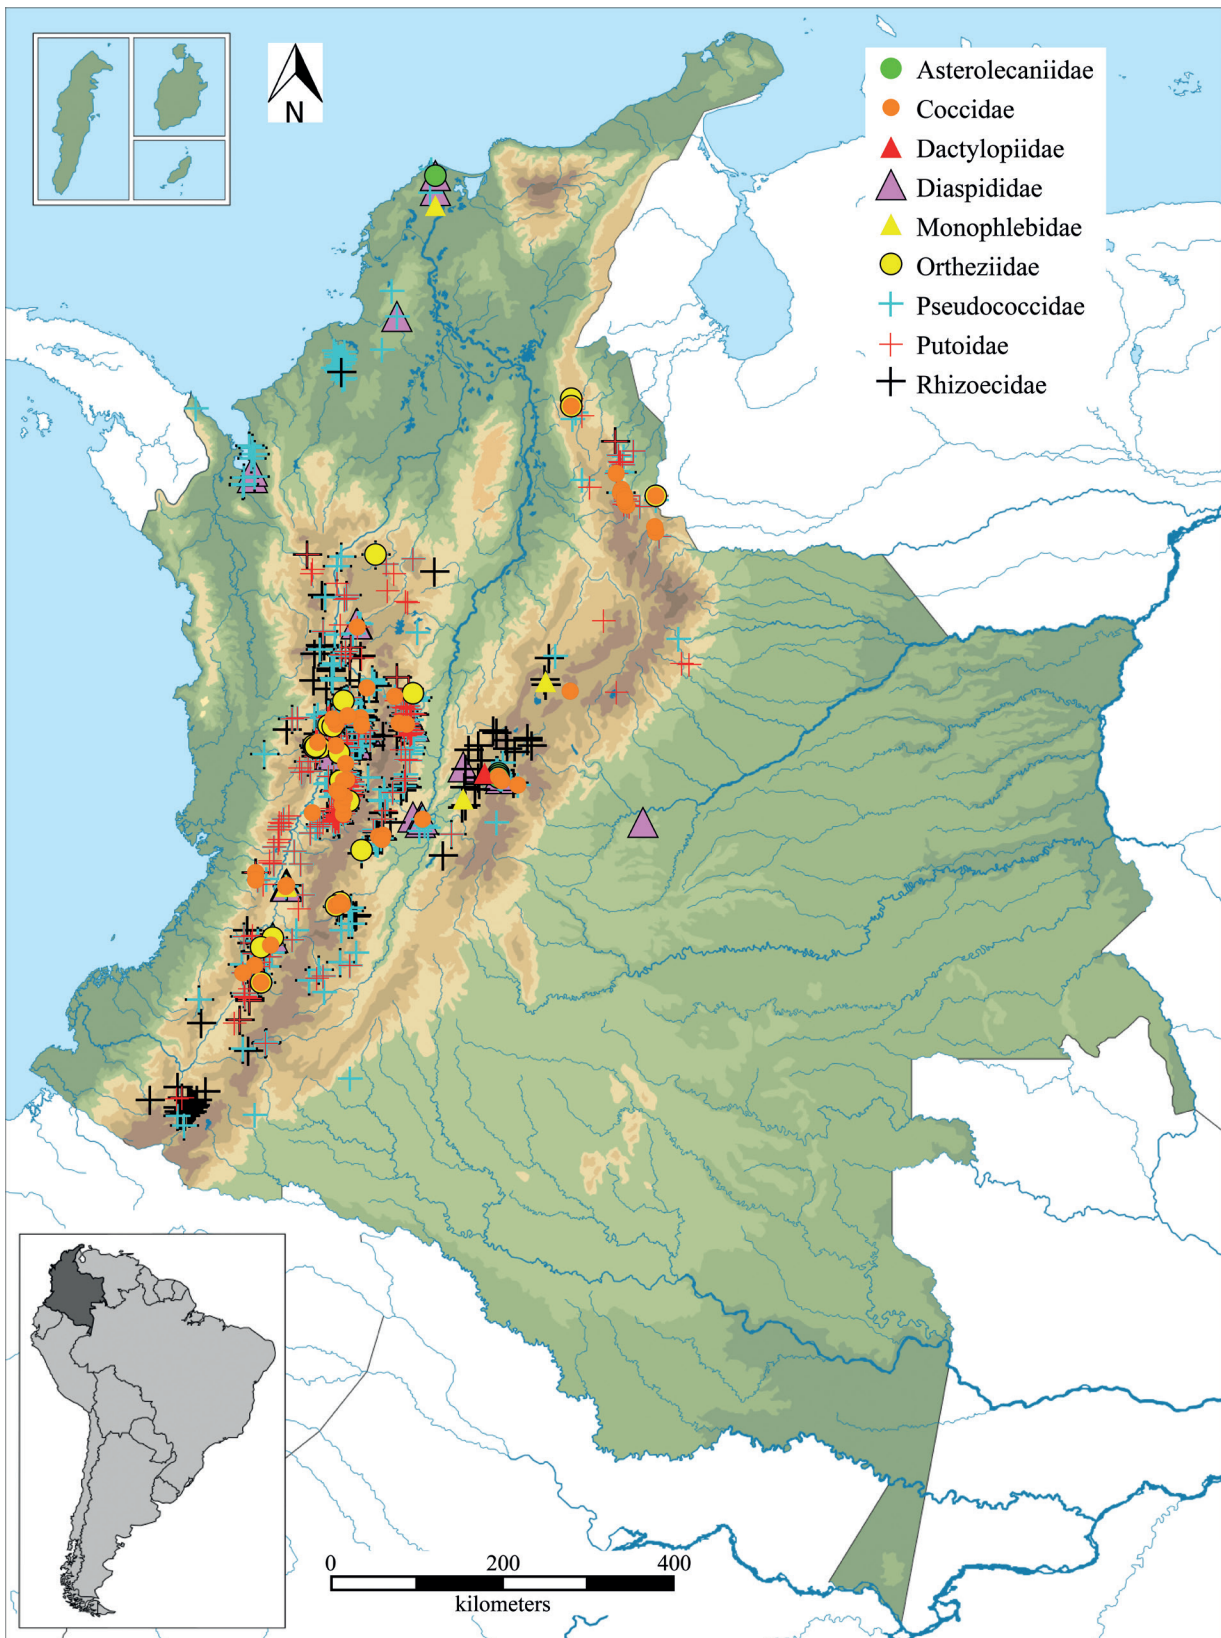 N
Asterolecaniidae
Coccidae
Dactylopiidae
Diaspididae
Monophlebidae
Ortheziidae
Pseudococcidae
Putoidae
Rhizoecidae
0 200 400
kilometers